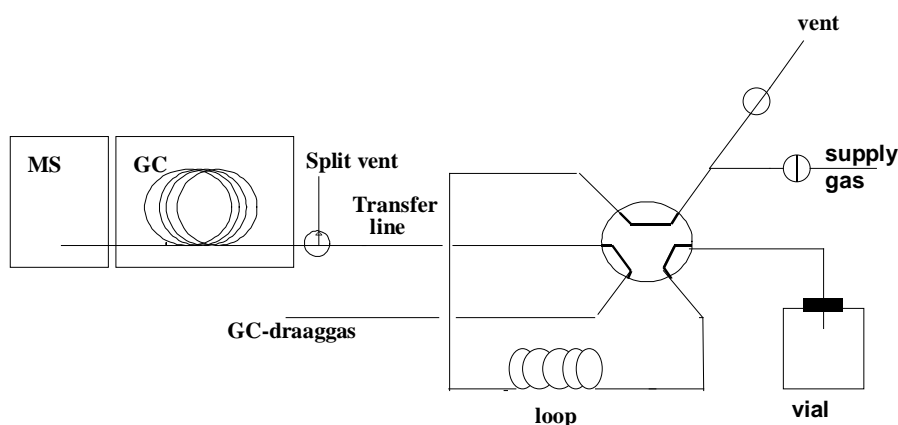 vent
MS
GC
Split vent
supply
gas
Transfer
line
GC-draaggas
loop
vial